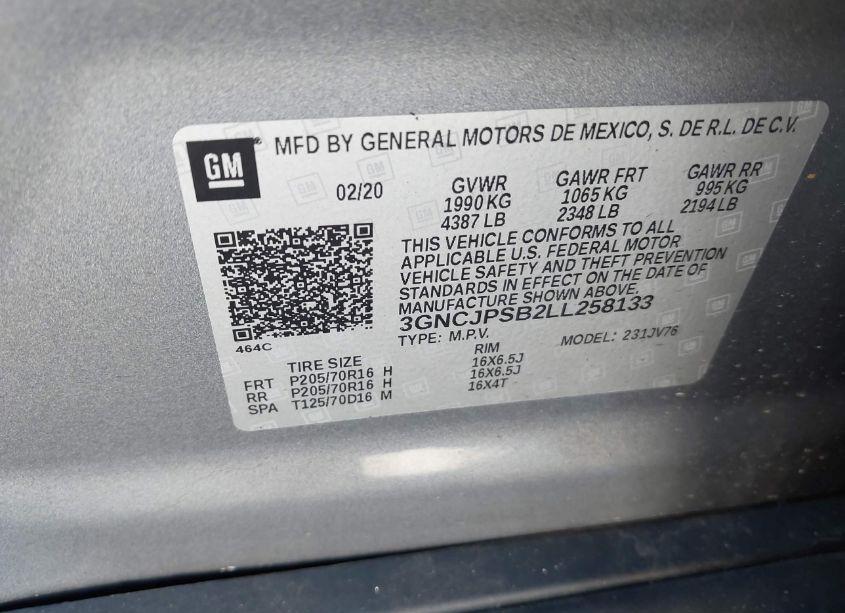 GM
MFD BY GENERAL MOTORS DE MEXICO, S. DE R.L. DE C.V.
02/20
GVWR GAWR FRT GAWR RR
1990 KG 1065 KG 995 KG
4387 LB 2348 LB 2194 LB
THIS VEHICLE CONFORMS TO ALL
APPLICABLE U.S. FEDERAL MOTOR
VEHICLE SAFETY AND THEFT PREVENTION
STANDARDS IN EFFECT ON THE DATE OF
MANUFACTURE SHOWN ABOVE.
3GNCJPSB2LL258133
TYPE: M.P.V. MODEL: 231JV76
464C
TIRE SIZE RIM
FRT P205/70R16 H 16X6.5J
RR P205/70R16 H 16X6.5J
SPA T125/70D16 M 16X4T